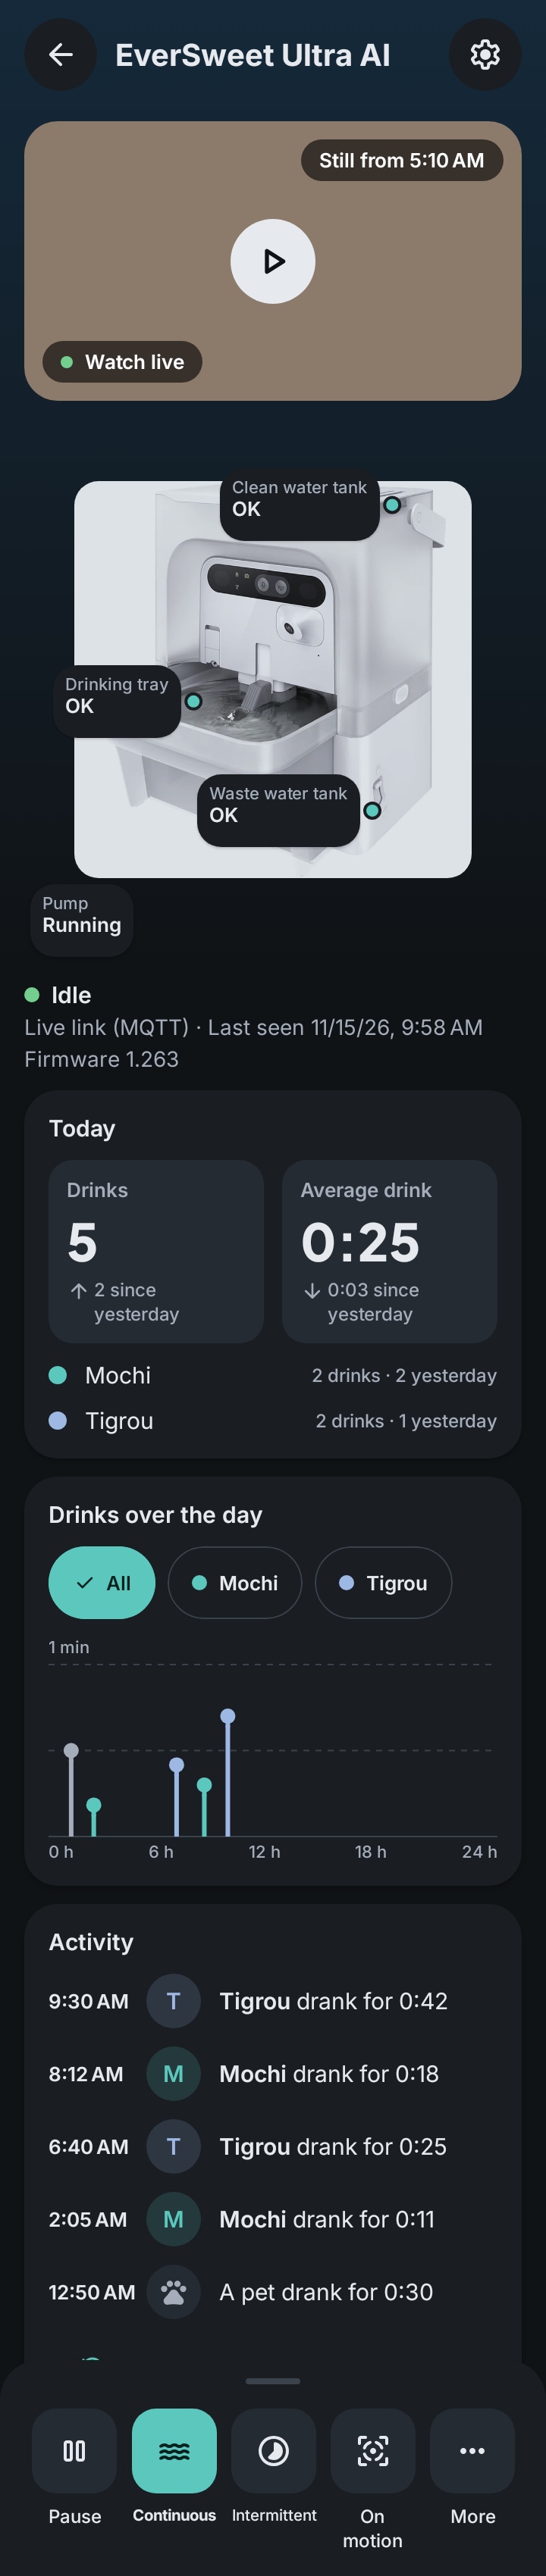 EverSweet Ultra AI
Still from 5:10 AM
Watch live
Clean water tank
OK
Drinking tray
OK
Waste water tank
OK
Pump
Running
Idle
Live link (MQTT) · Last seen 11/15/26, 9:58 AM
Firmware 1.263
Today
Drinks
5
↑ 2 since
yesterday
Average drink
0:25
↓ 0:03 since
yesterday
Mochi 2 drinks · 2 yesterday
Tigrou 2 drinks · 1 yesterday
Drinks over the day
All Mochi Tigrou
1 min
0 h 6 h 12 h 18 h 24 h
Activity
9:30 AM T Tigrou drank for 0:42
8:12 AM M Mochi drank for 0:18
6:40 AM T Tigrou drank for 0:25
2:05 AM M Mochi drank for 0:11
12:50 AM A pet drank for 0:30
Pause
Continuous
Intermittent
On
motion
More